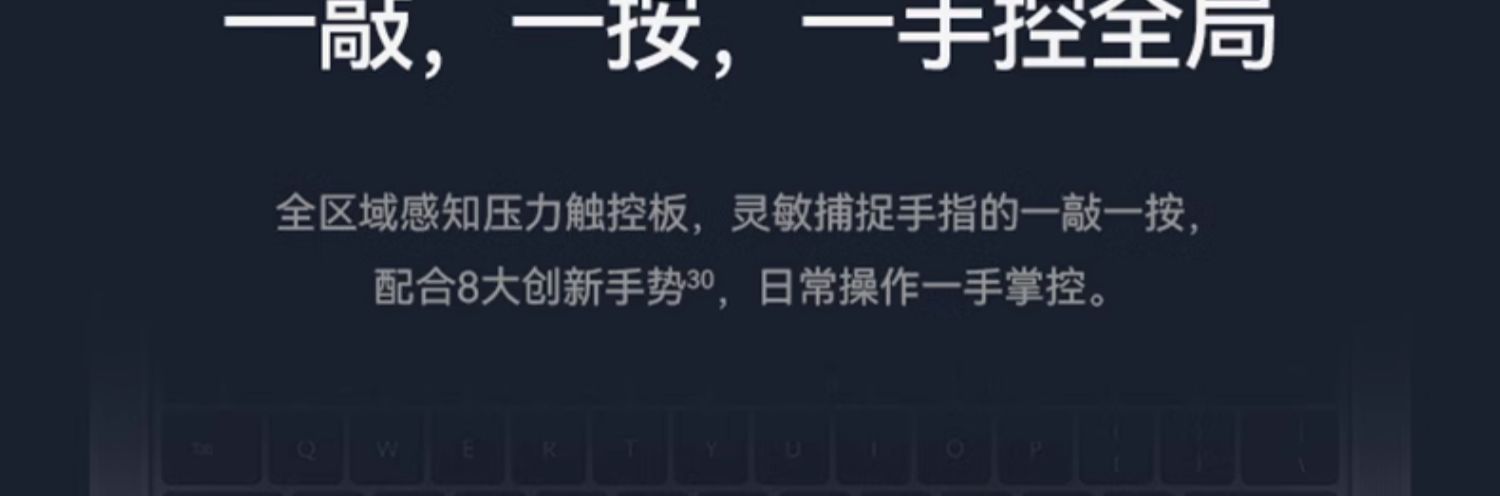 一敲，一按，一手控全局
全区域感知压力触控板，灵敏捕捉手指的一敲一按，
配合8大创新手势30，日常操作一手掌控。
Q W E R T Y U I O P